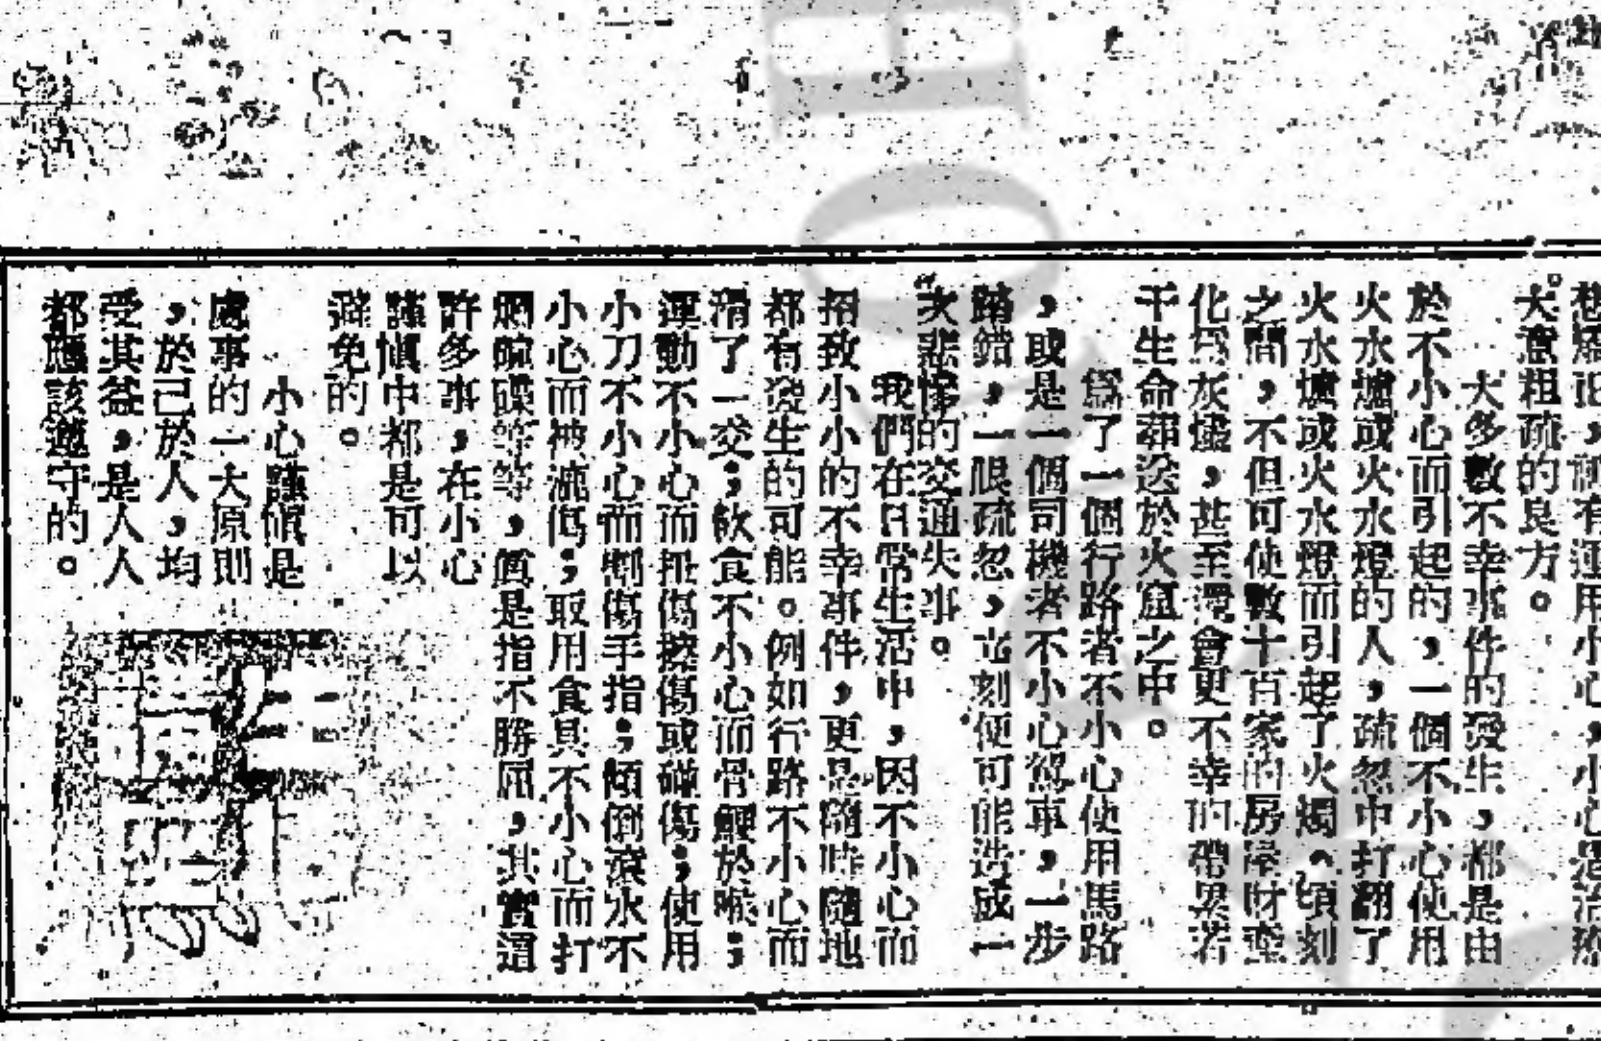 想矯正,就有運用小心,小心是治療
大意粗疏的良方。
大多數不幸事件的發生,都是由
於不小心而引起的,一個不小心使用
火水爐或火水燈的人,疏忽中打翻了
火水爐或火水燈而引起了火燭,頃刻
之間,不但可使數十百家的房屋財產
化爲灰燼,甚至還會更不幸的帶累若
干生命葬送於火窟之中。
爲了一個行路者不小心使用馬路
,或是一個司機者不小心駕車,一步
踏錯,一眼疏忽,立刻便可能造成一
次悲慘的交通失事。
我們在日常生活中,因不小心而
招致小小的不幸事件,更是隨時隨地
都有發生的可能。例如行路不小心而
滑了一交;飲食不小心而骨鯁於喉;
運動不小心而扭傷擦傷或碰傷;使用
小刀不小心而傷手指;傾倒滾水不
小心而被漉傷;取用食具不小心而打
爛碗碟等等,眞是指不勝屈,其實這
許多事,在小心
謹愼中都是可以
避免的。
小心謹愼是
處事的一大原則
,於己於人,均
受其益,是人人
都應該遵守的。